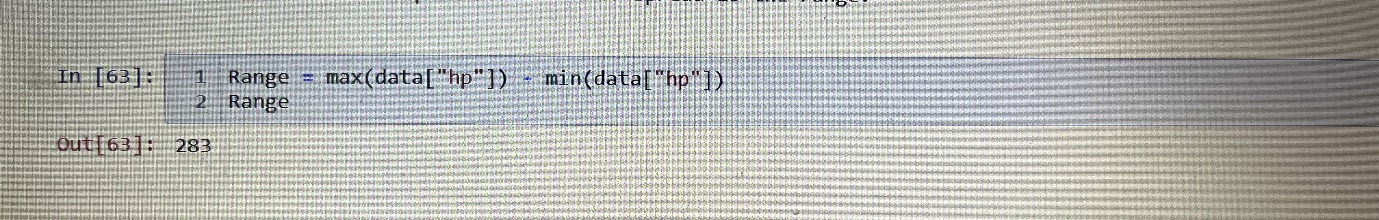 In [63]: 1 Range = max(data["hp"]) - min(data["hp"])
2 Range
Out[63]: 283